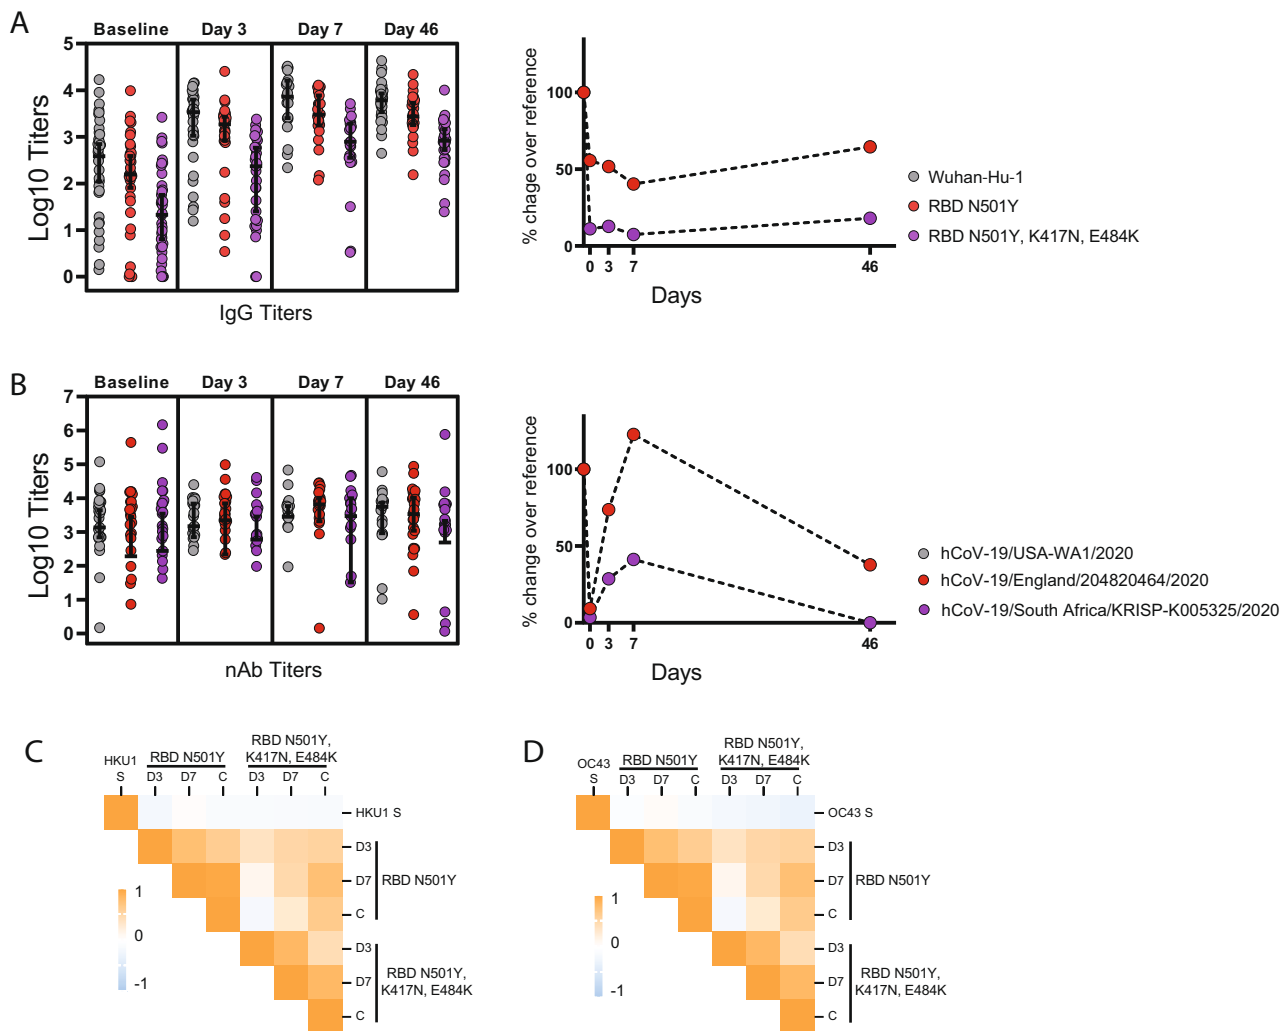 A
Baseline Day 3 Day 7 Day 46
Log10 Titers
5
4
3
2
1
0
IgG Titers
% chage over reference
100
50
0
0 3 7 46
Days
Wuhan-Hu-1
RBD N501Y
RBD N501Y, K417N, E484K
B
Baseline Day 3 Day 7 Day 46
Log10 Titers
7
6
5
4
3
2
1
0
nAb Titers
% change over reference
100
50
0
0 3 7 46
Days
hCoV-19/USA-WA1/2020
hCoV-19/England/204820464/2020
hCoV-19/South Africa/KRISP-K005325/2020
C
HKU1
S
RBD N501Y
RBD N501Y,
K417N, E484K
D3 D7 C D3 D7 C
HKU1 S
D3
D7
C
RBD N501Y
D3
D7
C
RBD N501Y,
K417N, E484K
1
0
-1
D
OC43
S
RBD N501Y
RBD N501Y,
K417N, E484K
D3 D7 C D3 D7 C
OC43 S
D3
D7
C
RBD N501Y
D3
D7
C
RBD N501Y,
K417N, E484K
1
0
-1